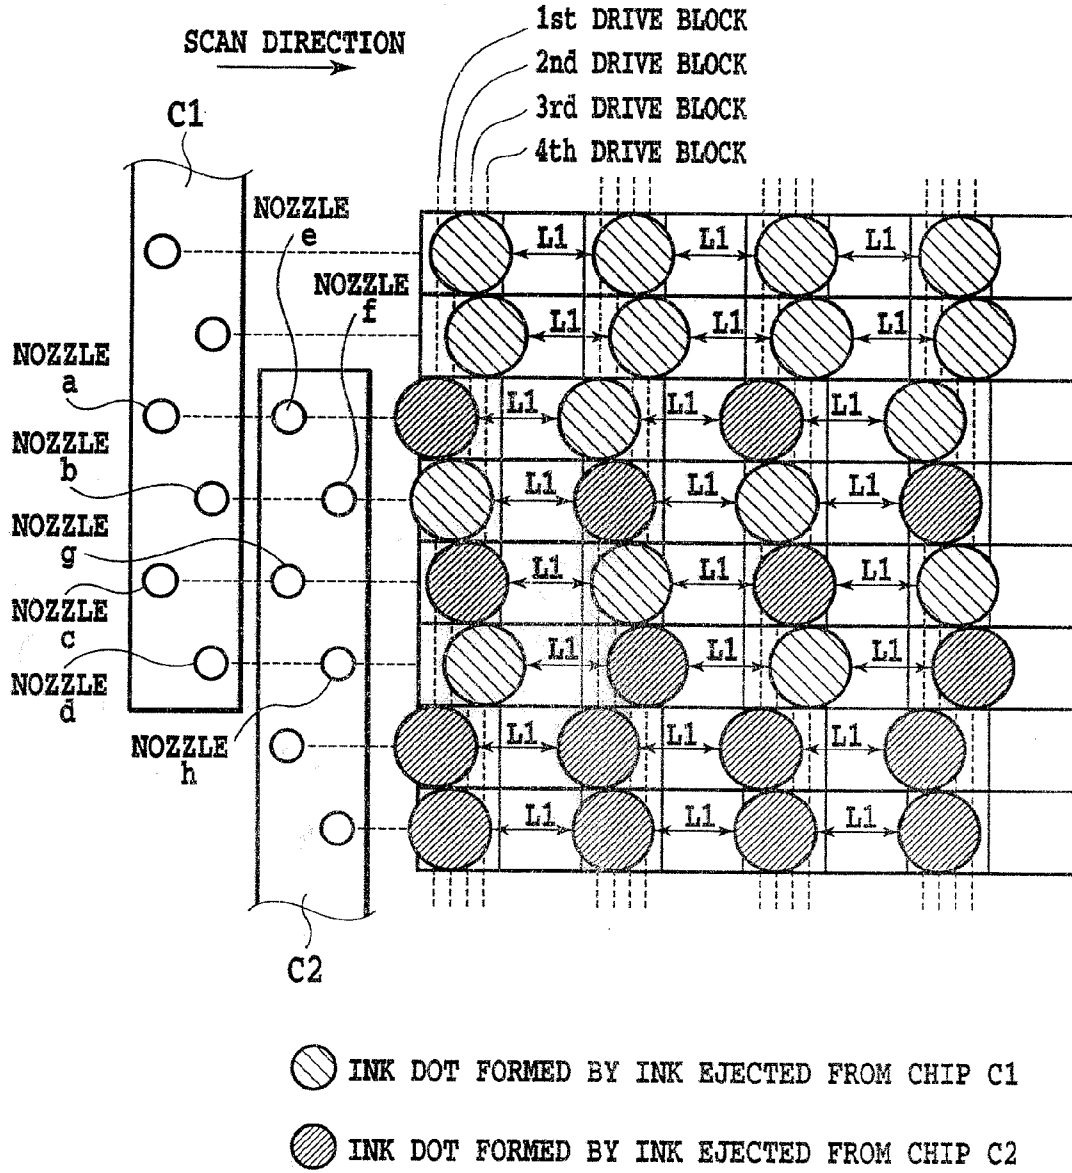 1st DRIVE BLOCK
SCAN DIRECTION
2nd DRIVE BLOCK
3rd DRIVE BLOCK
C1
4th DRIVE BLOCK
NOZZLE
e
L1 L1 L1
NOZZLE
f
L1 L1 L1
NOZZLE
a
L1 L1 L1
NOZZLE
b
L1 L1 L1
NOZZLE
g
L1 L1 L1
NOZZLE
c
L1 L1 L1
NOZZLE
d
L1 L1 L1
NOZZLE
h
L1 L1 L1
C2
INK DOT FORMED BY INK EJECTED FROM CHIP C1
INK DOT FORMED BY INK EJECTED FROM CHIP C2